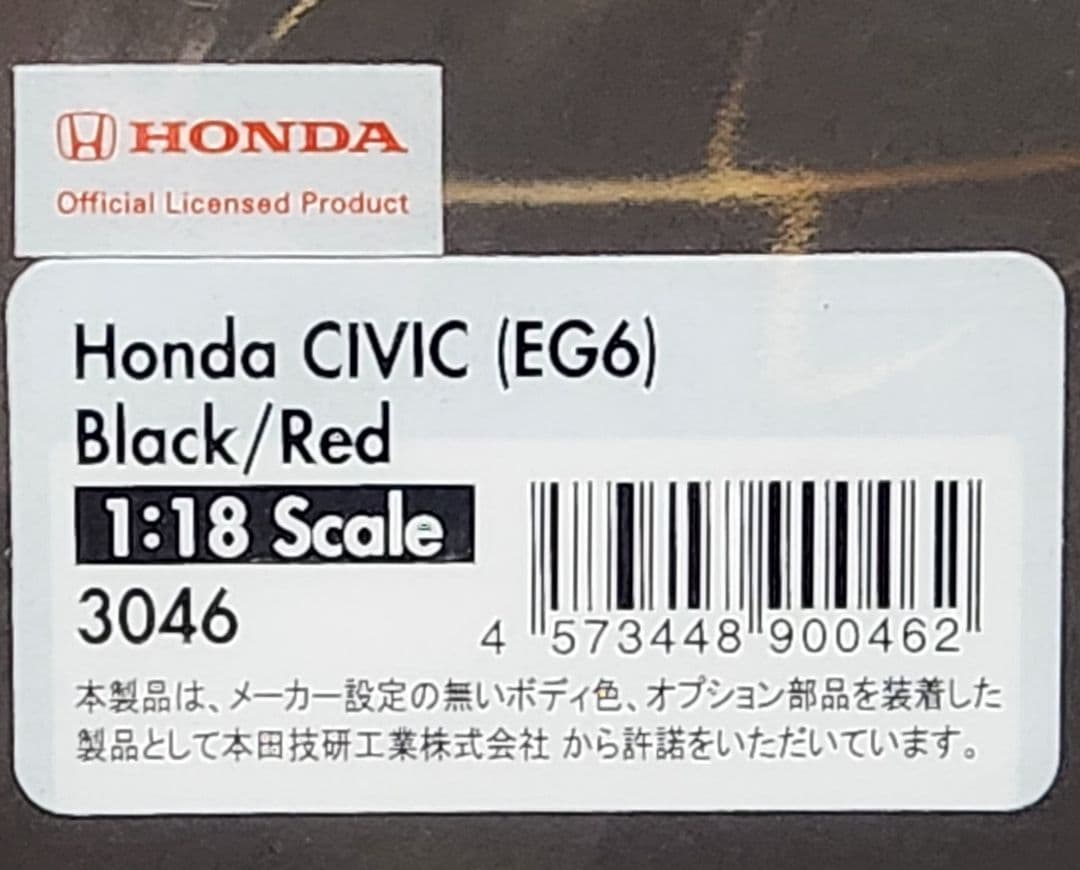 HONDA
Official Licensed Product
Honda CIVIC (EG6)
Black/Red
1:18 Scale
3046
4 573448 900462
本製品は、メーカー設定の無いボディ色、オプション部品を装着した
製品として本田技研工業株式会社 から許諾をいただいています。